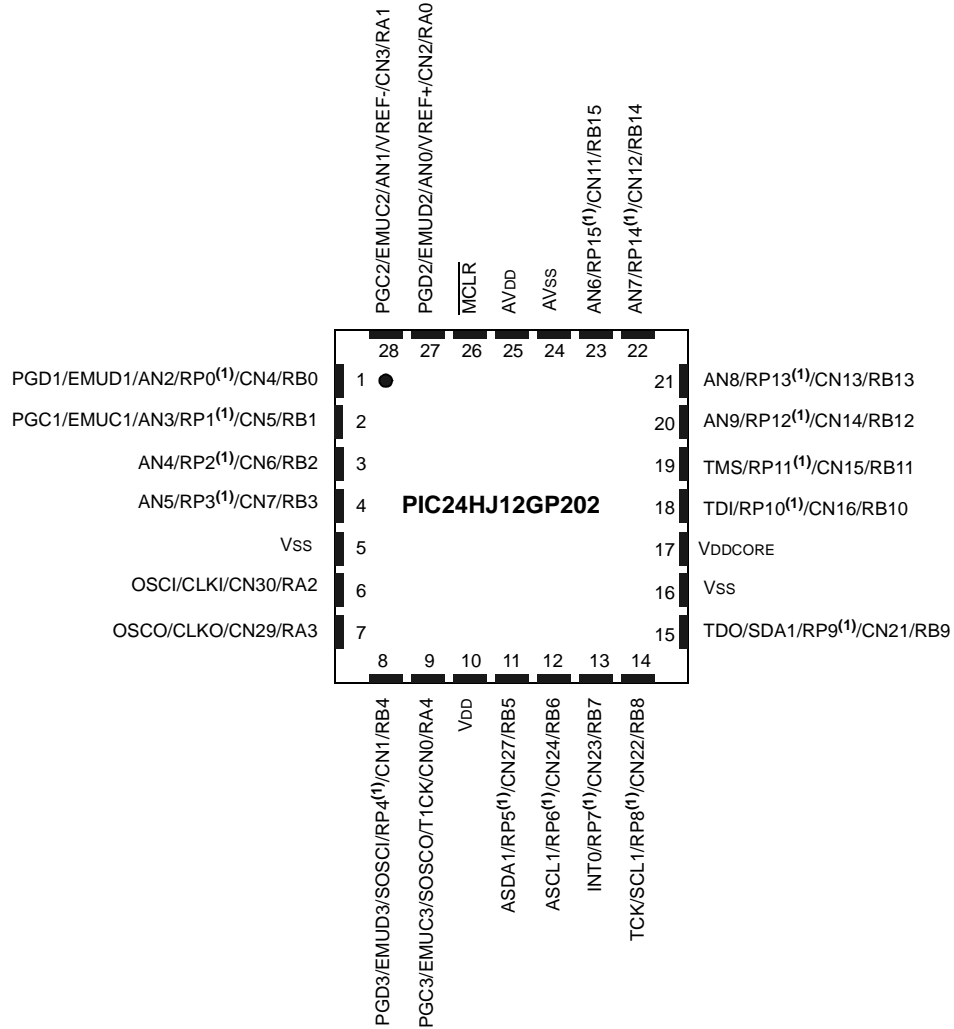 PGC2/EMUC2/AN1/VREF-/CN3/RA1
PGD2/EMUD2/AN0/VREF+/CN2/RA0
MCLR
AVDD
AVSS
AN6/RP15(1)/CN11/RB15
AN7/RP14(1)/CN12/RB14
28 27 26 25 24 23 22
PGD1/EMUD1/AN2/RP0(1)/CN4/RB0 1
PGC1/EMUC1/AN3/RP1(1)/CN5/RB1 2
AN4/RP2(1)/CN6/RB2 3
AN5/RP3(1)/CN7/RB3 4
VSS 5
OSCI/CLKI/CN30/RA2 6
OSCO/CLKO/CN29/RA3 7
PIC24HJ12GP202
21 AN8/RP13(1)/CN13/RB13
20 AN9/RP12(1)/CN14/RB12
19 TMS/RP11(1)/CN15/RB11
18 TDI/RP10(1)/CN16/RB10
17 VDDCORE
16 VSS
15 TDO/SDA1/RP9(1)/CN21/RB9
8 9 10 11 12 13 14
PGD3/EMUD3/SOSCI/RP4(1)/CN1/RB4
PGC3/EMUC3/SOSCO/T1CK/CN0/RA4
VDD
ASDA1/RP5(1)/CN27/RB5
ASCL1/RP6(1)/CN24/RB6
INT0/RP7(1)/CN23/RB7
TCK/SCL1/RP8(1)/CN22/RB8